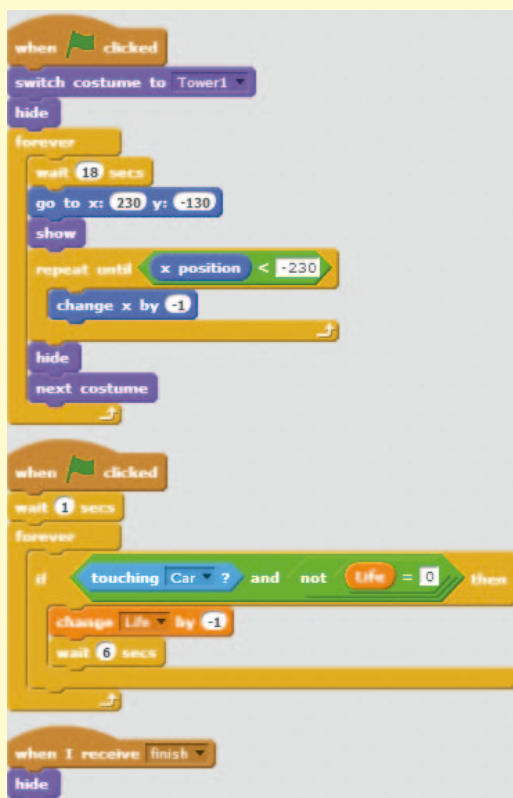 when clicked
switch costume to Tower1
hide
forever
wait 18 secs
go to x: 230 y: -130
show
repeat until x position < -230
change x by -1
hide
next costume
when clicked
wait 1 secs
forever
if touching Car ? and not Life = 0 then
change Life by -1
wait 6 secs
when I receive finish
hide